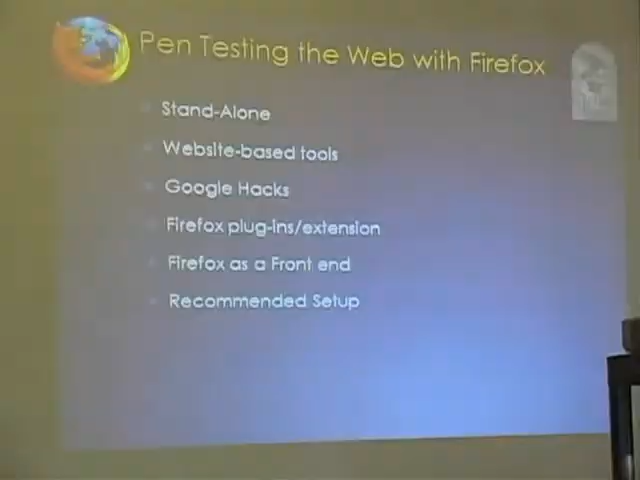 Pen Testing the Web with Firefox
Stand-Alone
Website-based tools
Google Hacks
Firefox plug-ins/extension
Firefox as a Front end
Recommended Setup